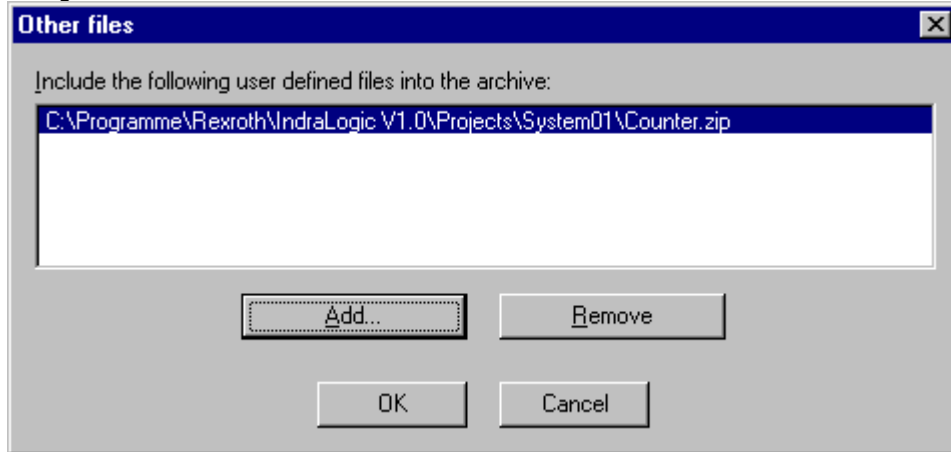 Other files
Include the following user defined files into the archive:
C:\Programme\Rexroth\IndraLogic V1.0\Projects\System01\Counter.zip
Add... Remove
OK Cancel